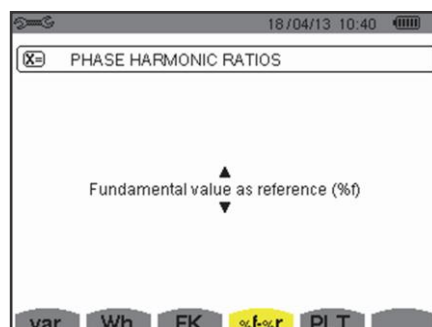 18/04/13 10:40
X= PHASE HARMONIC RATIOS
Fundamental value as reference (%f)
var Wh FK %f-%r PLT